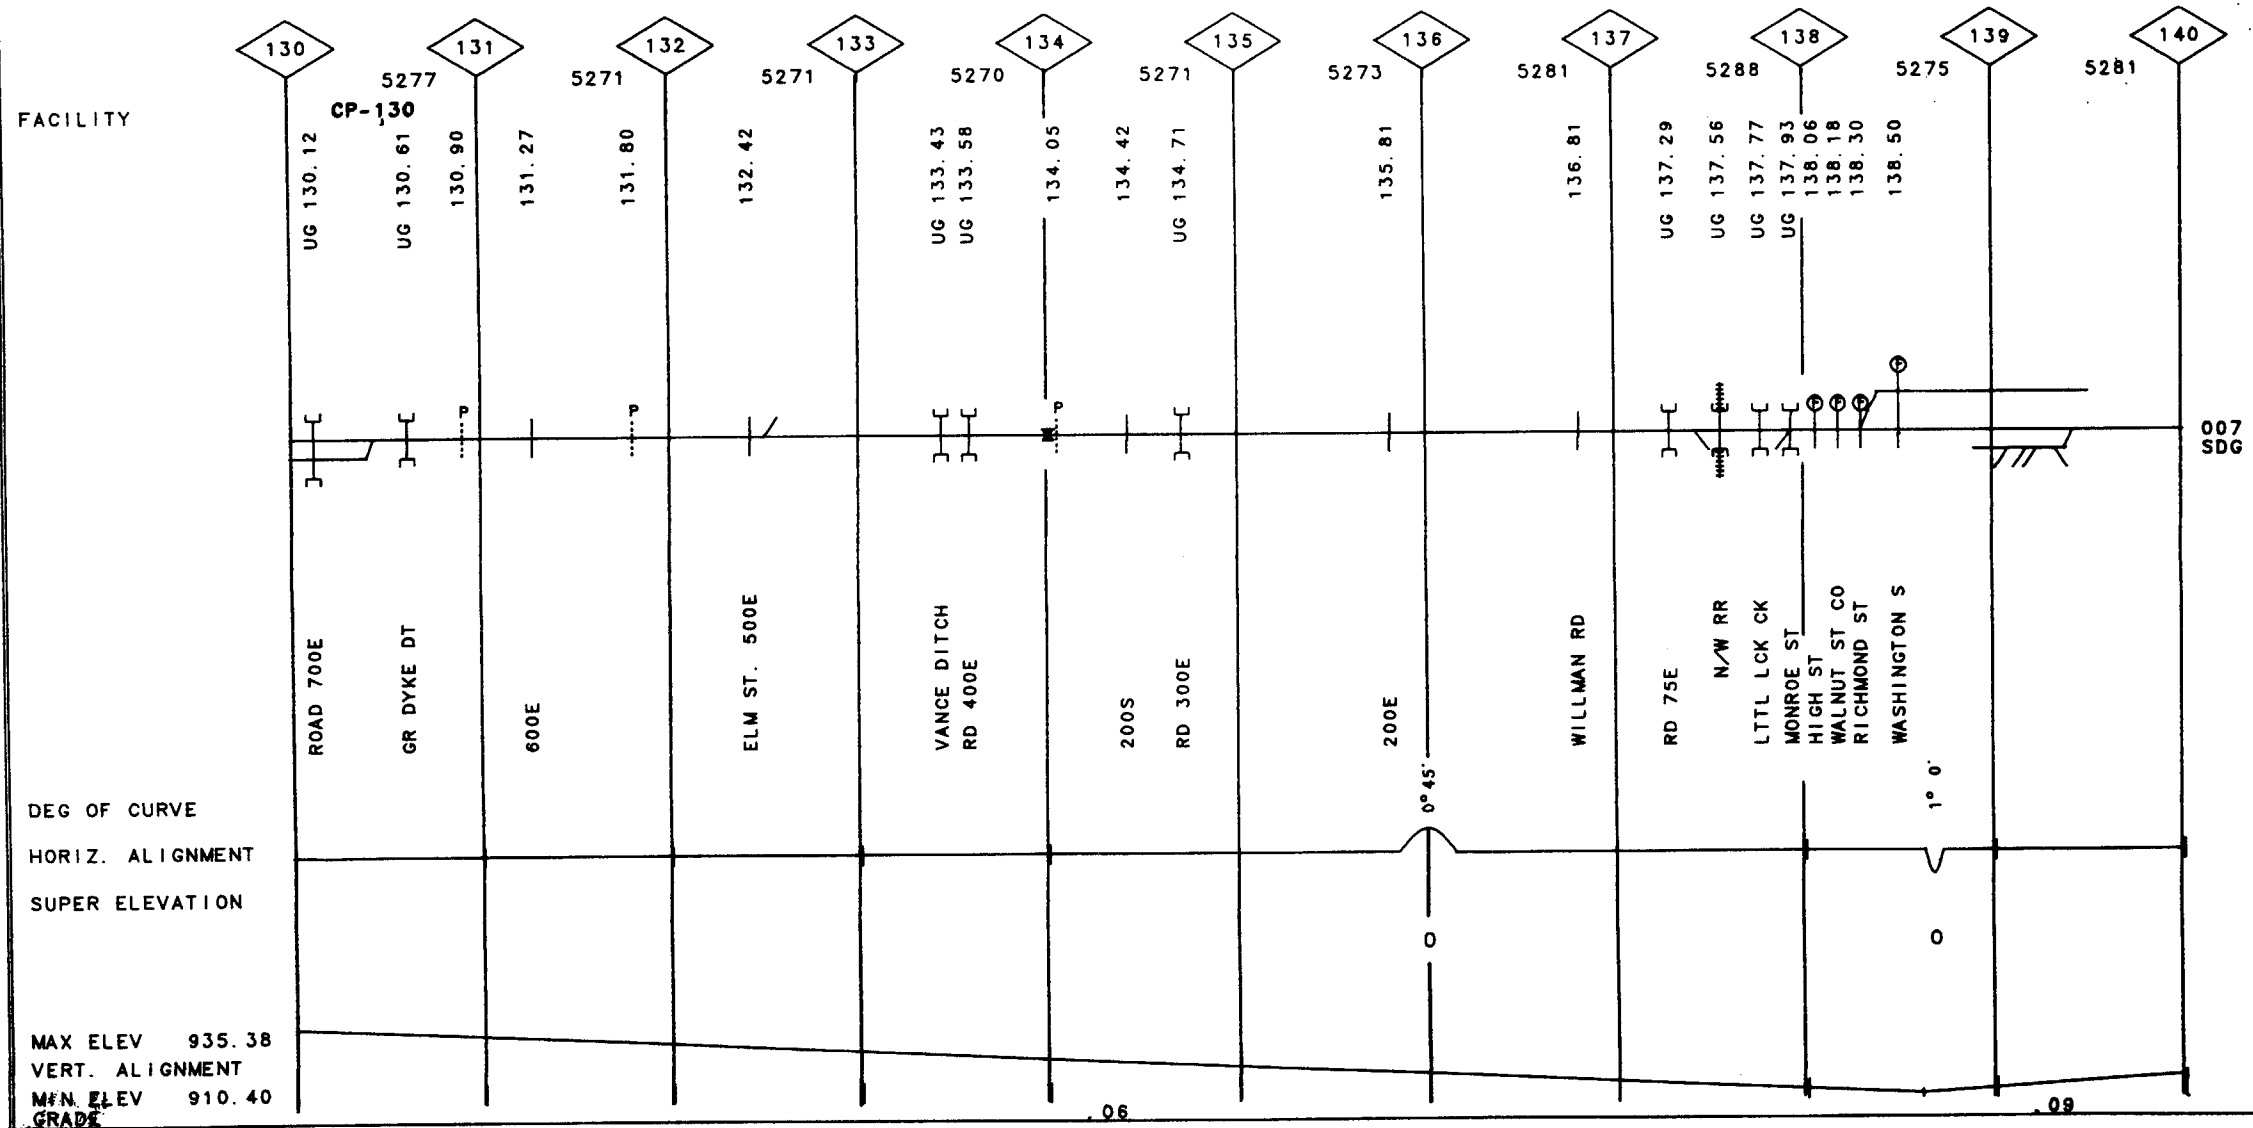 130 131 132 133 134 135 136 137 138 139 140
5277 5271 5271 5270 5271 5273 5281 5288 5275 5281
CP-130
FACILITY
UG 130.12
UG 130.61
130.90
131.27
131.80
132.42
UG 133.43
UG 133.58
134.05
134.42
UG 134.71
135.81
136.81
UG 137.29
UG 137.56
UG 137.77
UG 137.93
138.06
138.18
138.30
138.50
P
P
P
F
F
F
F
007
SDG
ROAD 700E
GR DYKE DT
600E
ELM ST. 500E
VANCE DITCH
RD 400E
200S
RD 300E
200E
WILLMAN RD
RD 75E
N/W RR
LTTL LCK CK
MONROE ST
HIGH ST
WALNUT ST CO
RICHMOND ST
WASHINGTON S
DEG OF CURVE
0°45'
1° 0'
HORIZ. ALIGNMENT
SUPER ELEVATION
0 0
MAX ELEV 935.38
VERT. ALIGNMENT
MIN ELEV 910.40
GRADE
.06 .09